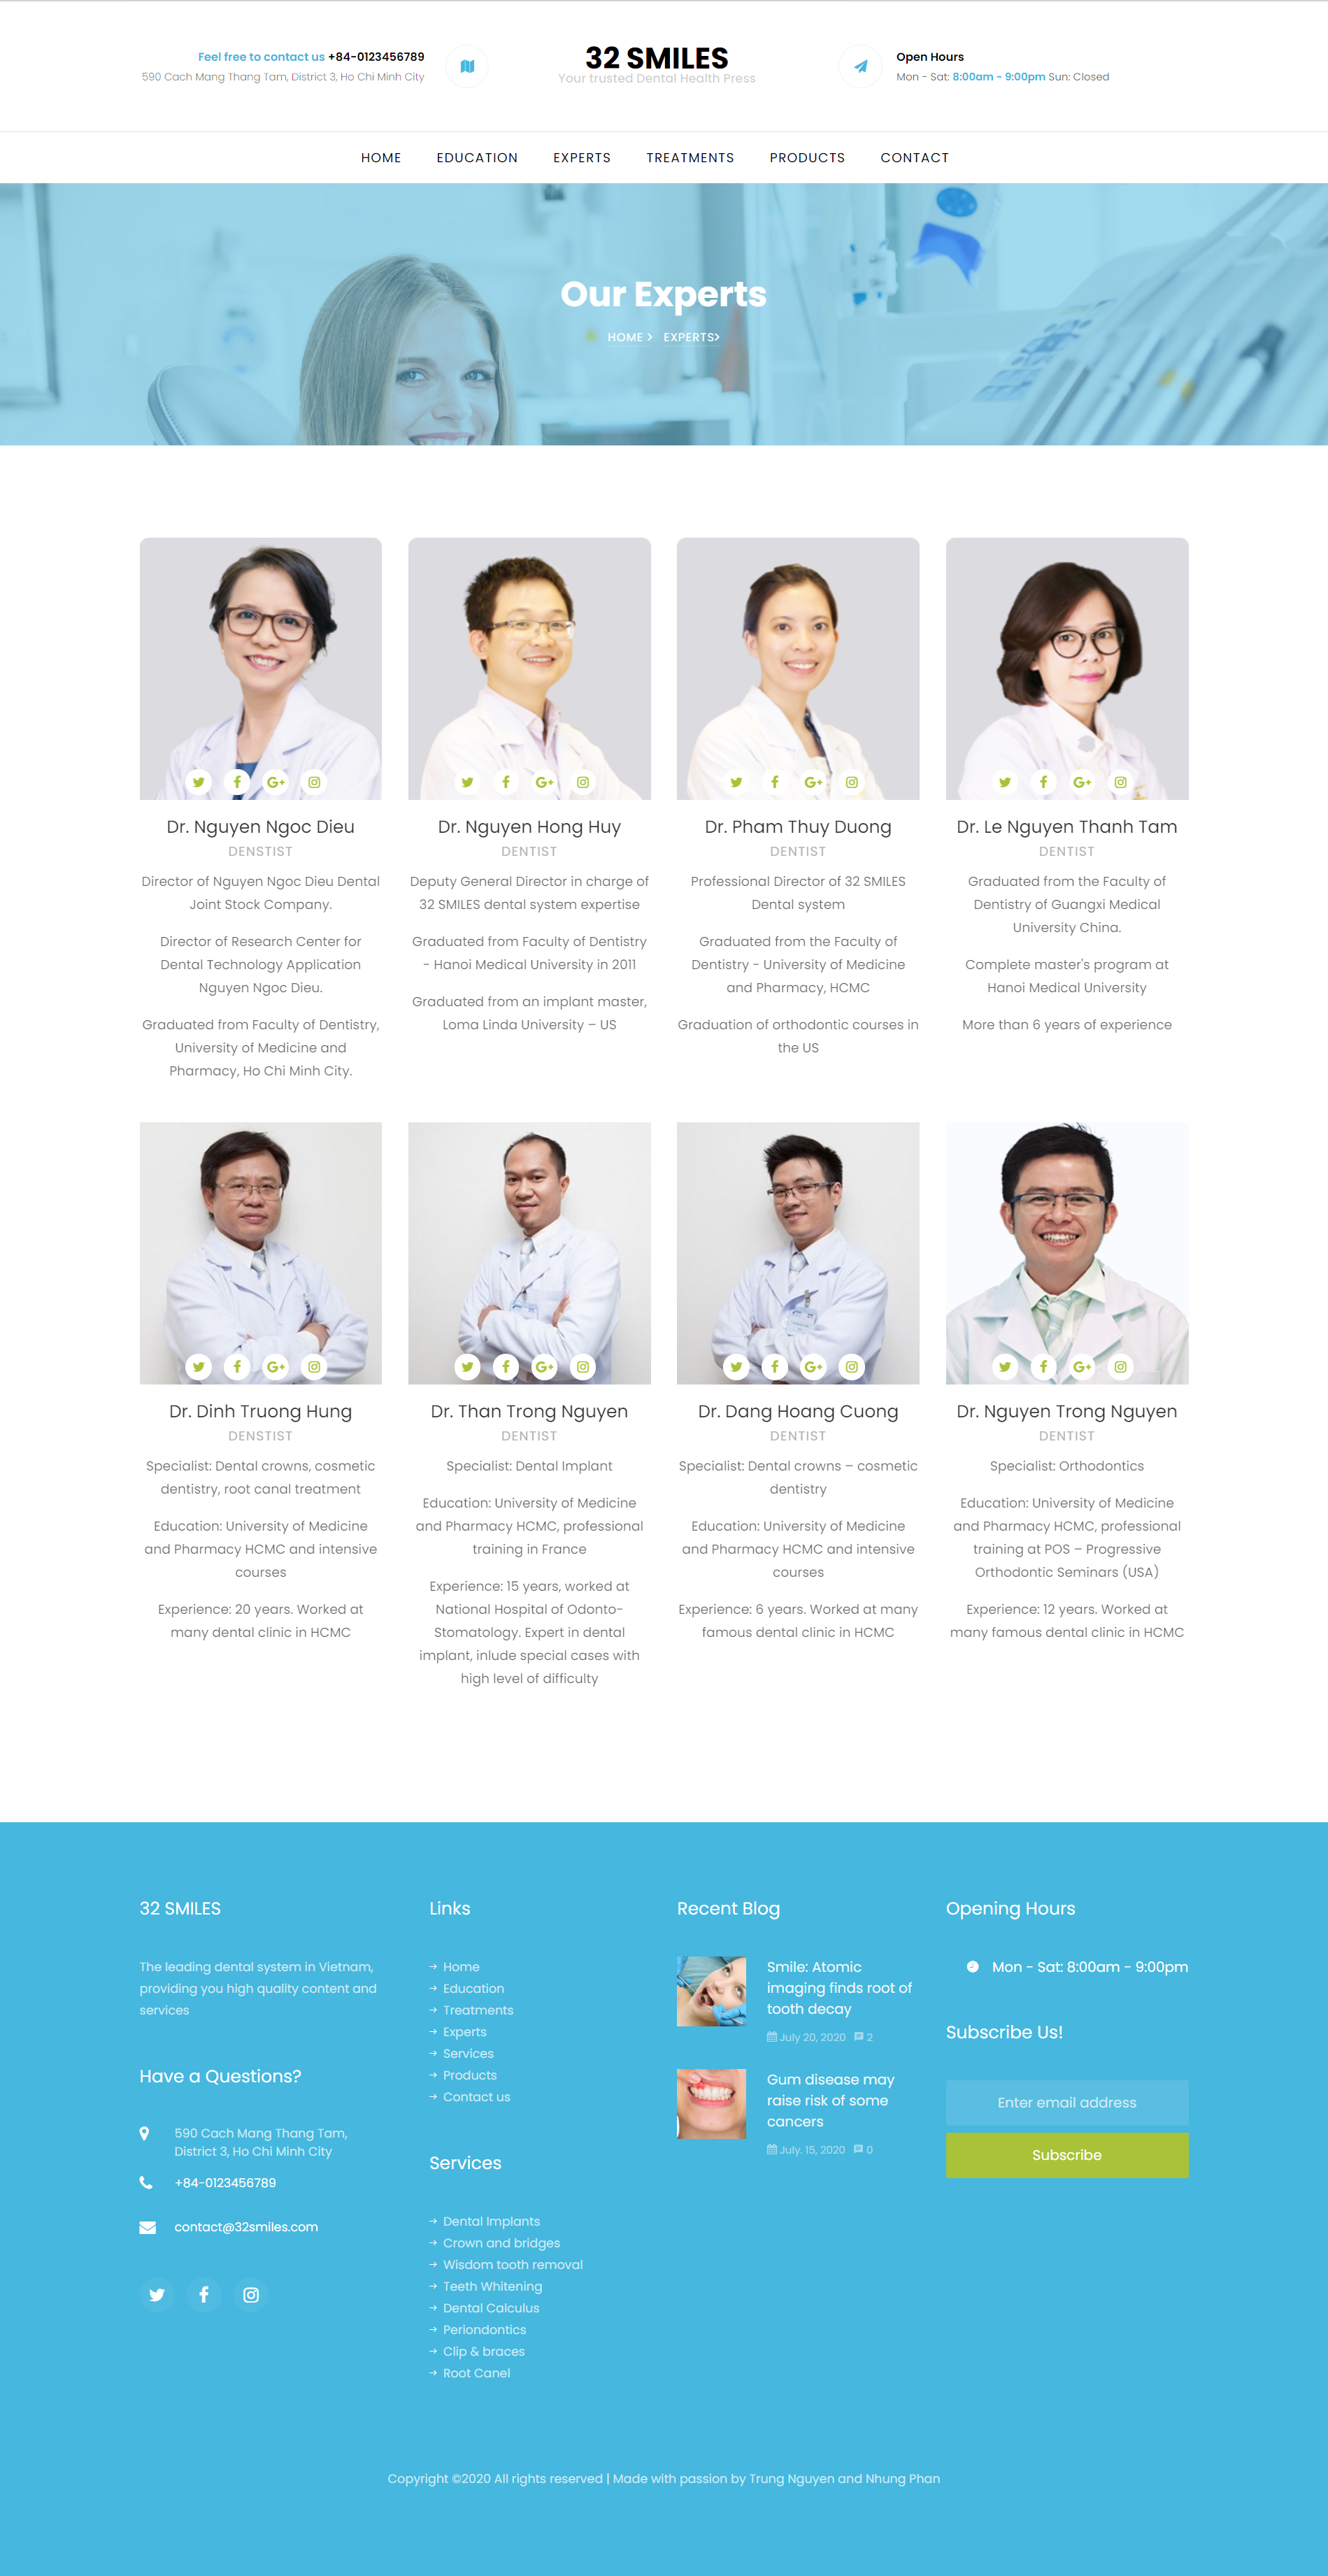 Feel free to contact us +84-0123456789
590 Cach Mang Thang Tam, District 3, Ho Chi Minh City
32 SMILES
Your trusted Dental Health Press
Open Hours
Mon - Sat: 8:00am - 9:00pm Sun: Closed
HOME EDUCATION EXPERTS TREATMENTS PRODUCTS CONTACT
Our Experts
HOME > EXPERTS>
Dr. Nguyen Ngoc Dieu
DENSTIST
Director of Nguyen Ngoc Dieu Dental
Joint Stock Company.
Director of Research Center for
Dental Technology Application
Nguyen Ngoc Dieu.
Graduated from Faculty of Dentistry,
University of Medicine and
Pharmacy, Ho Chi Minh City.
Dr. Nguyen Hong Huy
DENTIST
Deputy General Director in charge of
32 SMILES dental system expertise
Graduated from Faculty of Dentistry
- Hanoi Medical University in 2011
Graduated from an implant master,
Loma Linda University – US
Dr. Pham Thuy Duong
DENTIST
Professional Director of 32 SMILES
Dental system
Graduated from the Faculty of
Dentistry - University of Medicine
and Pharmacy, HCMC
Graduation of orthodontic courses in
the US
Dr. Le Nguyen Thanh Tam
DENTIST
Graduated from the Faculty of
Dentistry of Guangxi Medical
University China.
Complete master's program at
Hanoi Medical University
More than 6 years of experience
Dr. Dinh Truong Hung
DENSTIST
Specialist: Dental crowns, cosmetic
dentistry, root canal treatment
Education: University of Medicine
and Pharmacy HCMC and intensive
courses
Experience: 20 years. Worked at
many dental clinic in HCMC
Dr. Than Trong Nguyen
DENTIST
Specialist: Dental Implant
Education: University of Medicine
and Pharmacy HCMC, professional
training in France
Experience: 15 years, worked at
National Hospital of Odonto-
Stomatology. Expert in dental
implant, inlude special cases with
high level of difficulty
Dr. Dang Hoang Cuong
DENTIST
Specialist: Dental crowns – cosmetic
dentistry
Education: University of Medicine
and Pharmacy HCMC and intensive
courses
Experience: 6 years. Worked at many
famous dental clinic in HCMC
Dr. Nguyen Trong Nguyen
DENTIST
Specialist: Orthodontics
Education: University of Medicine
and Pharmacy HCMC, professional
training at POS – Progressive
Orthodontic Seminars (USA)
Experience: 12 years. Worked at
many famous dental clinic in HCMC
32 SMILES
The leading dental system in Vietnam,
providing you high quality content and
services
Have a Questions?
590 Cach Mang Thang Tam,
District 3, Ho Chi Minh City
+84-0123456789
contact@32smiles.com
Links
Home
Education
Treatments
Experts
Services
Products
Contact us
Services
Dental Implants
Crown and bridges
Wisdom tooth removal
Teeth Whitening
Dental Calculus
Periondontics
Clip & braces
Root Canel
Recent Blog
Smile: Atomic
imaging finds root of
tooth decay
July 20, 2020 2
Gum disease may
raise risk of some
cancers
July. 15, 2020 0
Opening Hours
Mon - Sat: 8:00am - 9:00pm
Subscribe Us!
Enter email address
Subscribe
Copyright ©2020 All rights reserved | Made with passion by Trung Nguyen and Nhung Phan